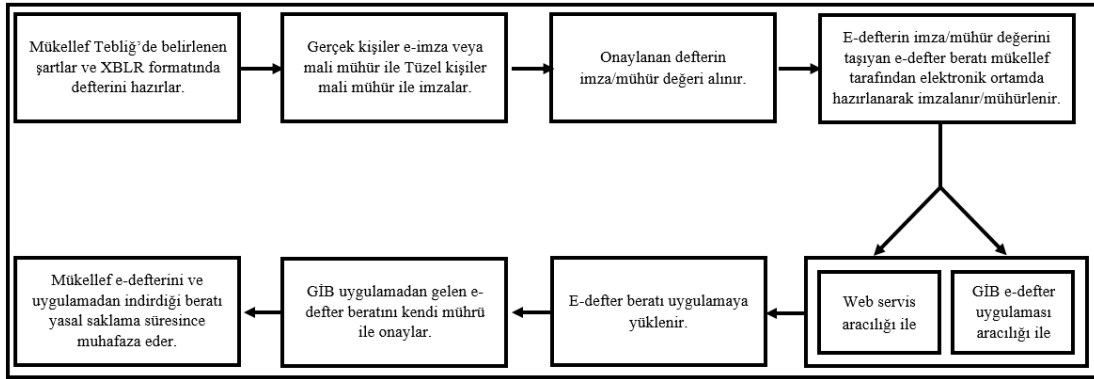 Mükellef Tebliğ'de belirlenen
şartlar ve XBLR formatında
defterini hazırlar.
Gerçek kişiler e-imza veya
mali mühür ile Tüzel kişiler
mali mühür ile imzalar.
Onaylanan defterin
imza/mühür değeri alınır.
E-defterin imza/mühür değerini
taşıyan e-defter beratı mükellef
tarafından elektronik ortamda
hazırlanarak imzalanır/mühürlenir.
Web servis
aracılığı ile
GİB e-defter
uygulaması
aracılığı ile
E-defter beratı uygulamaya
yüklenir.
GİB uygulamadan gelen e-
defter beratını kendi mührü
ile onaylar.
Mükellef e-defterini ve
uygulamadan indirdiği beratı
yasal saklama süresince
muhafaza eder.